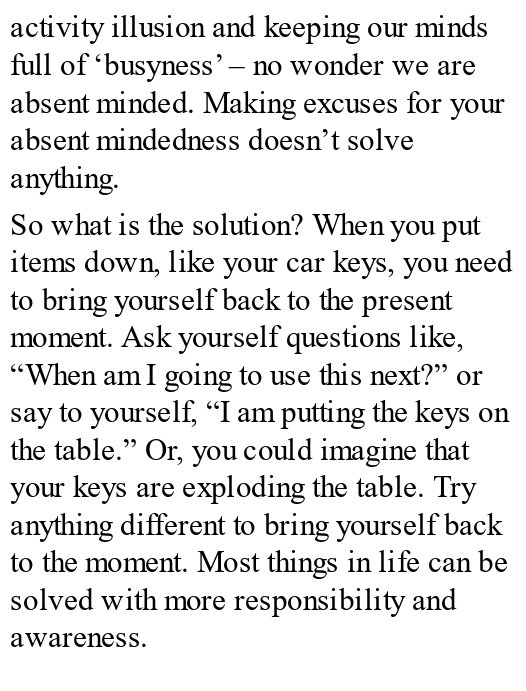 activity illusion and keeping our minds
full of ‘busyness’ – no wonder we are
absent minded. Making excuses for your
absent mindedness doesn’t solve
anything.
So what is the solution? When you put
items down, like your car keys, you need
to bring yourself back to the present
moment. Ask yourself questions like,
“When am I going to use this next?” or
say to yourself, “I am putting the keys on
the table.” Or, you could imagine that
your keys are exploding the table. Try
anything different to bring yourself back
to the moment. Most things in life can be
solved with more responsibility and
awareness.